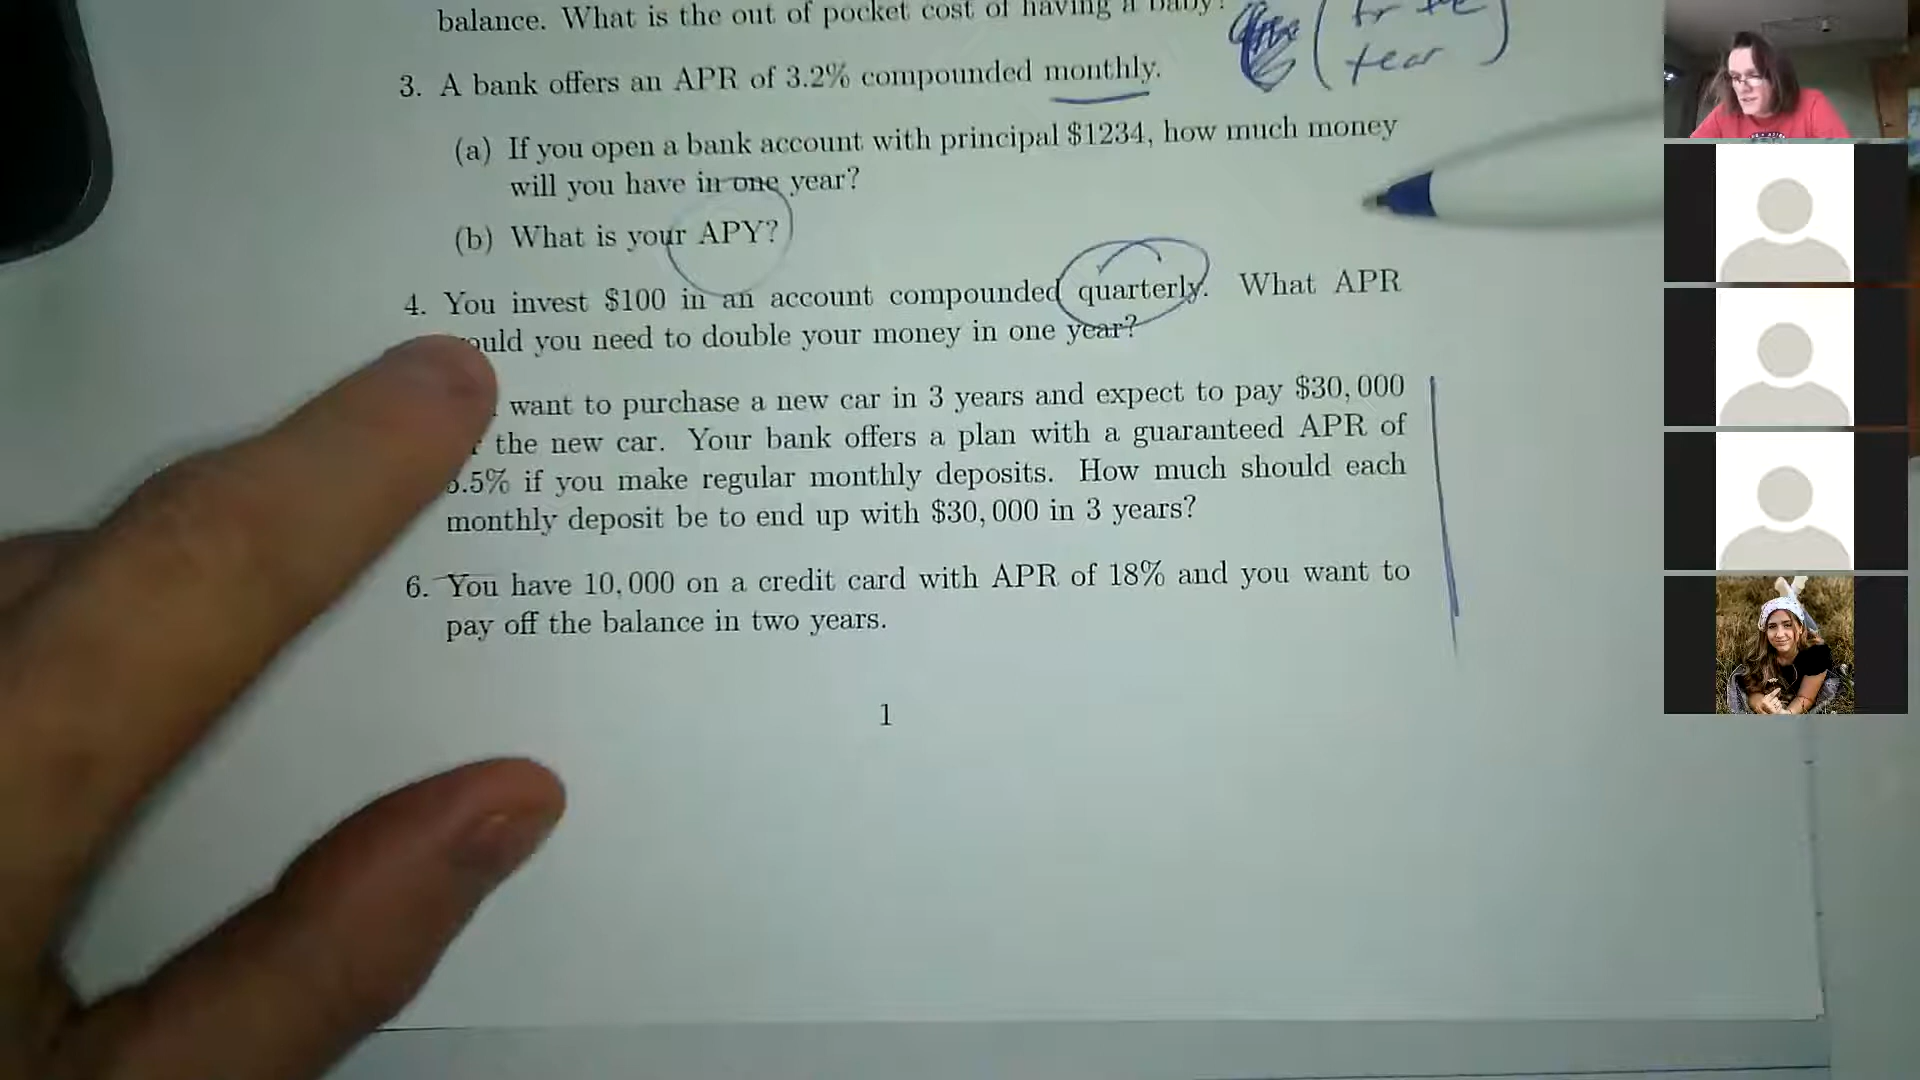 balance. What is the out of pocket cost of having a baby?
3. A bank offers an APR of 3.2% compounded monthly.
tear
(a) If you open a bank account with principal $1234, how much money
will you have in one year?
(b) What is your APY?
4. You invest $100 in an account compounded quarterly. What APR
would you need to double your money in one year?
want to purchase a new car in 3 years and expect to pay $30,000
the new car. Your bank offers a plan with a guaranteed APR of
.5% if you make regular monthly deposits. How much should each
monthly deposit be to end up with $30,000 in 3 years?
6. You have 10,000 on a credit card with APR of 18% and you want to
pay off the balance in two years.
1